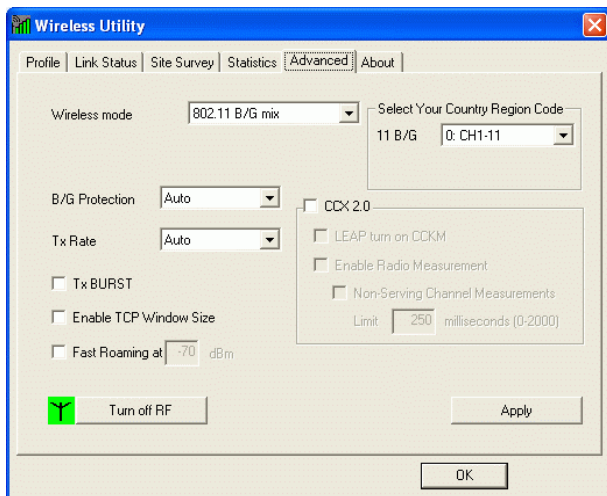 Wireless Utility
Profile Link Status Site Survey Statistics Advanced About
Wireless mode 802.11 B/G mix
Select Your Country Region Code
11 B/G 0: CH1-11
B/G Protection Auto
Tx Rate Auto
Tx BURST
Enable TCP Window Size
Fast Roaming at -70 dBm
CCX 2.0
LEAP turn on CCKM
Enable Radio Measurement
Non-Serving Channel Measurements
Limit 250 milliseconds (0-2000)
Turn off RF
Apply
OK